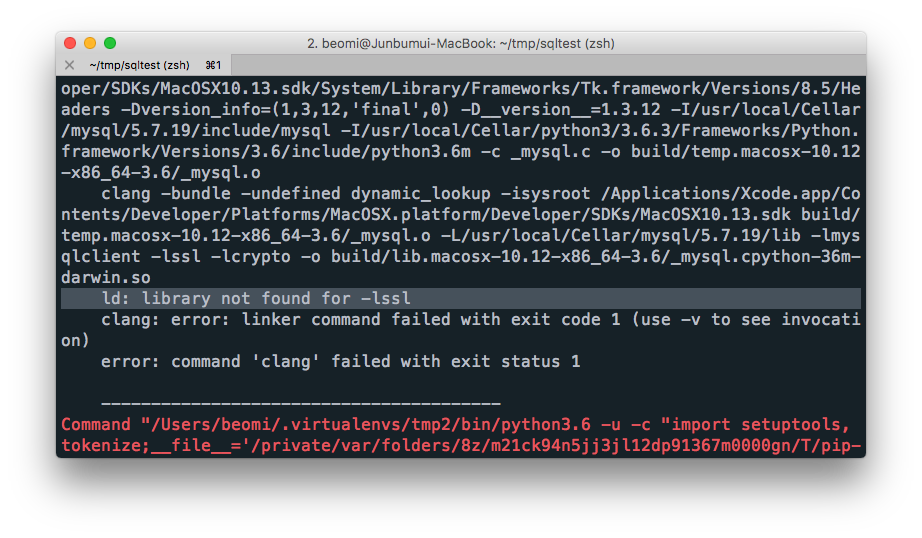 2. beomi@Junbumui-MacBook: ~/tmp/sqltest (zsh)
~/tmp/sqltest (zsh) ⌘1
oper/SDKs/MacOSX10.13.sdk/System/Library/Frameworks/Tk.framework/Versions/8.5/He
aders -Dversion_info=(1,3,12,'final',0) -D__version__=1.3.12 -I/usr/local/Cellar
/mysql/5.7.19/include/mysql -I/usr/local/Cellar/python3/3.6.3/Frameworks/Python.
framework/Versions/3.6/include/python3.6m -c _mysql.c -o build/temp.macosx-10.12
-x86_64-3.6/_mysql.o
clang -bundle -undefined dynamic_lookup -isysroot /Applications/Xcode.app/Co
ntents/Developer/Platforms/MacOSX.platform/Developer/SDKs/MacOSX10.13.sdk build/
temp.macosx-10.12-x86_64-3.6/_mysql.o -L/usr/local/Cellar/mysql/5.7.19/lib -lmys
qlclient -lssl -lcrypto -o build/lib.macosx-10.12-x86_64-3.6/_mysql.cpython-36m-
darwin.so
ld: library not found for -lssl
clang: error: linker command failed with exit code 1 (use -v to see invocati
on)
error: command 'clang' failed with exit status 1
----------------------------------------
Command "/Users/beomi/.virtualenvs/tmp2/bin/python3.6 -u -c "import setuptools,
tokenize;__file__='/private/var/folders/8z/m21ck94n5jj3jl12dp91367m0000gn/T/pip-